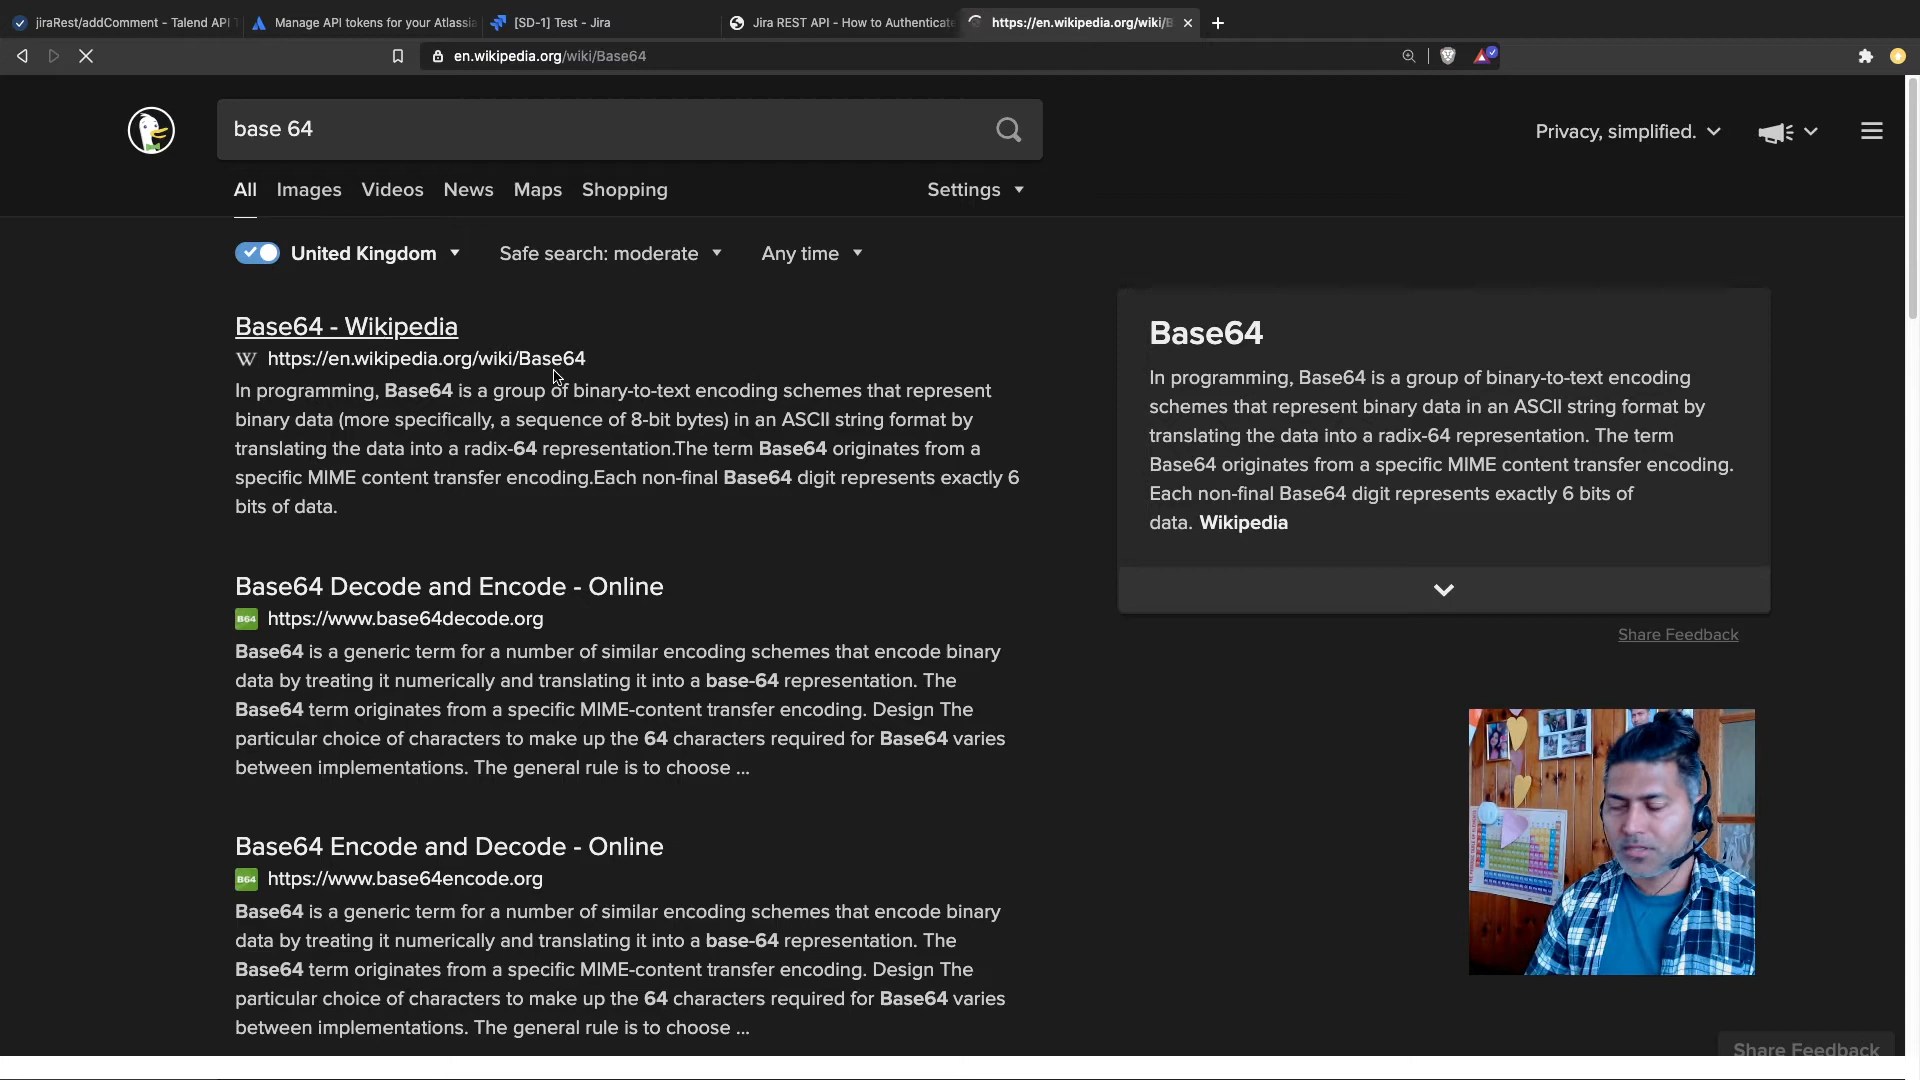 jiraRest/addComment - Talend API T
Manage API tokens for your Atlassia
[SD-1] Test - Jira
Jira REST API - How to Authenticate
https://en.wikipedia.org/wiki/B
en.wikipedia.org/wiki/Base64
base 64
Privacy, simplified.
All Images Videos News Maps Shopping
Settings
United Kingdom
Safe search: moderate
Any time
Base64 - Wikipedia
W https://en.wikipedia.org/wiki/Base64
In programming, Base64 is a group of binary-to-text encoding schemes that represent
binary data (more specifically, a sequence of 8-bit bytes) in an ASCII string format by
translating the data into a radix-64 representation.The term Base64 originates from a
specific MIME content transfer encoding.Each non-final Base64 digit represents exactly 6
bits of data.
Base64 Decode and Encode - Online
B64 https://www.base64decode.org
Base64 is a generic term for a number of similar encoding schemes that encode binary
data by treating it numerically and translating it into a base-64 representation. The
Base64 term originates from a specific MIME-content transfer encoding. Design The
particular choice of characters to make up the 64 characters required for Base64 varies
between implementations. The general rule is to choose ...
Base64 Encode and Decode - Online
B64 https://www.base64encode.org
Base64 is a generic term for a number of similar encoding schemes that encode binary
data by treating it numerically and translating it into a base-64 representation. The
Base64 term originates from a specific MIME-content transfer encoding. Design The
particular choice of characters to make up the 64 characters required for Base64 varies
between implementations. The general rule is to choose ...
Base64
In programming, Base64 is a group of binary-to-text encoding
schemes that represent binary data in an ASCII string format by
translating the data into a radix-64 representation. The term
Base64 originates from a specific MIME content transfer encoding.
Each non-final Base64 digit represents exactly 6 bits of
data. Wikipedia
Share Feedback
Share Feedback